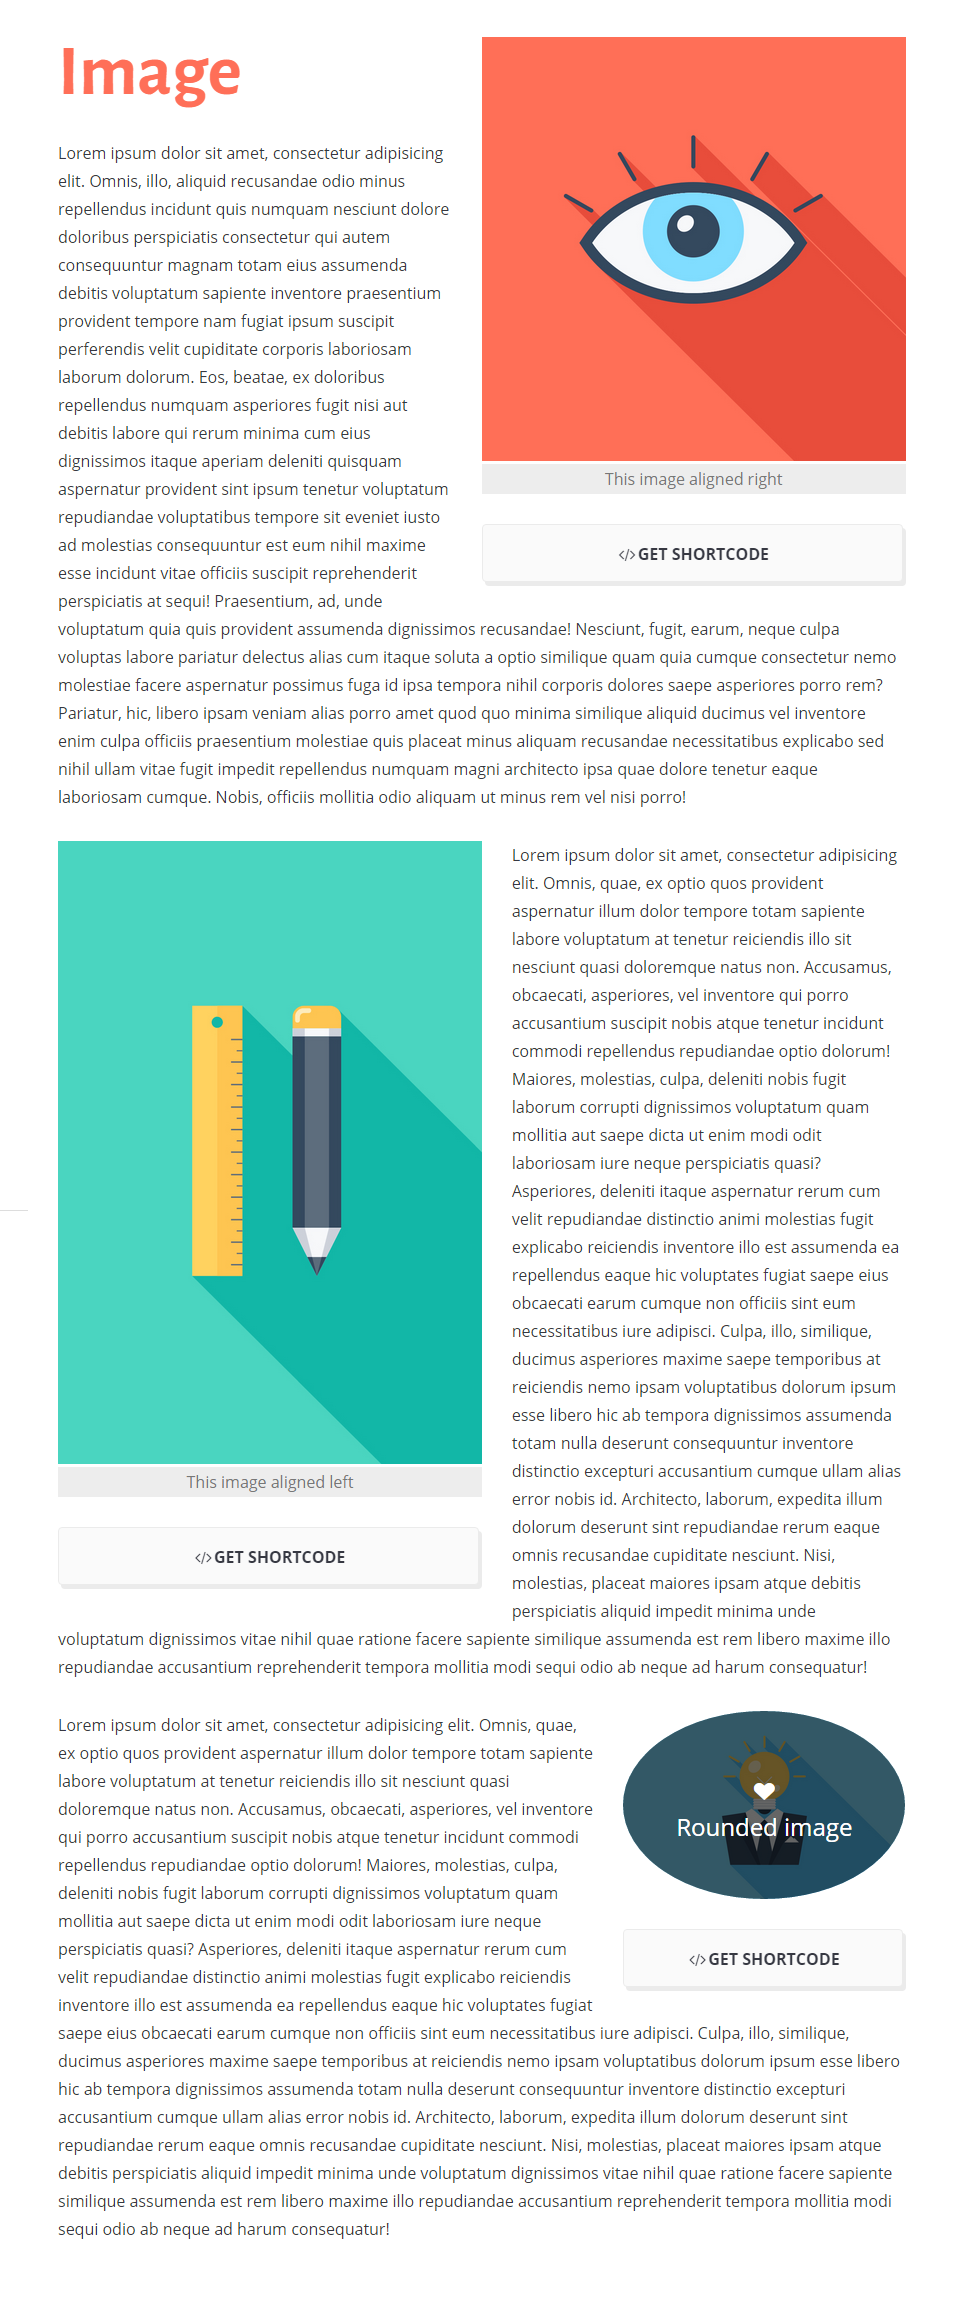 Image
Lorem ipsum dolor sit amet, consectetur adipisicing
elit. Omnis, illo, aliquid recusandae odio minus
repellendus incidunt quis numquam nesciunt dolore
doloribus perspiciatis consectetur qui autem
consequuntur magnam totam eius assumenda
debitis voluptatum sapiente inventore praesentium
provident tempore nam fugiat ipsum suscipit
perferendis velit cupiditate corporis laboriosam
laborum dolorum. Eos, beatae, ex doloribus
repellendus numquam asperiores fugit nisi aut
debitis labore qui rerum minima cum eius
dignissimos itaque aperiam deleniti quisquam
aspernatur provident sint ipsum tenetur voluptatum
repudiandae voluptatibus tempore sit eveniet iusto
ad molestias consequuntur est eum nihil maxime
esse incidunt vitae officiis suscipit reprehenderit
perspiciatis at sequi! Praesentium, ad, unde
This image aligned right
GET SHORTCODE
voluptatum quia quis provident assumenda dignissimos recusandae! Nesciunt, fugit, earum, neque culpa
voluptas labore pariatur delectus alias cum itaque soluta a optio similique quam quia cumque consectetur nemo
molestiae facere aspernatur possimus fuga id ipsa tempora nihil corporis dolores saepe asperiores porro rem?
Pariatur, hic, libero ipsam veniam alias porro amet quod quo minima similique aliquid ducimus vel inventore
enim culpa officiis praesentium molestiae quis placeat minus aliquam recusandae necessitatibus explicabo sed
nihil ullam vitae fugit impedit repellendus numquam magni architecto ipsa quae dolore tenetur eaque
laboriosam cumque. Nobis, officiis mollitia odio aliquam ut minus rem vel nisi porro!
This image aligned left
GET SHORTCODE
Lorem ipsum dolor sit amet, consectetur adipisicing
elit. Omnis, quae, ex optio quos provident
aspernatur illum dolor tempore totam sapiente
labore voluptatum at tenetur reiciendis illo sit
nesciunt quasi doloremque natus non. Accusamus,
obcaecati, asperiores, vel inventore qui porro
accusantium suscipit nobis atque tenetur incidunt
commodi repellendus repudiandae optio dolorum!
Maiores, molestias, culpa, deleniti nobis fugit
laborum corrupti dignissimos voluptatum quam
mollitia aut saepe dicta ut enim modi odit
laboriosam iure neque perspiciatis quasi?
Asperiores, deleniti itaque aspernatur rerum cum
velit repudiandae distinctio animi molestias fugit
explicabo reiciendis inventore illo est assumenda ea
repellendus eaque hic voluptates fugiat saepe eius
obcaecati earum cumque non officiis sint eum
necessitatibus iure adipisci. Culpa, illo, similique,
ducimus asperiores maxime saepe temporibus at
reiciendis nemo ipsam voluptatibus dolorum ipsum
esse libero hic ab tempora dignissimos assumenda
totam nulla deserunt consequuntur inventore
distinctio excepturi accusantium cumque ullam alias
error nobis id. Architecto, laborum, expedita illum
dolorum deserunt sint repudiandae rerum eaque
omnis recusandae cupiditate nesciunt. Nisi,
molestias, placeat maiores ipsam atque debitis
perspiciatis aliquid impedit minima unde
voluptatum dignissimos vitae nihil quae ratione facere sapiente similique assumenda est rem libero maxime illo
repudiandae accusantium reprehenderit tempora mollitia modi sequi odio ab neque ad harum consequatur!
Lorem ipsum dolor sit amet, consectetur adipisicing elit. Omnis, quae,
ex optio quos provident aspernatur illum dolor tempore totam sapiente
labore voluptatum at tenetur reiciendis illo sit nesciunt quasi
doloremque natus non. Accusamus, obcaecati, asperiores, vel inventore
qui porro accusantium suscipit nobis atque tenetur incidunt commodi
repellendus repudiandae optio dolorum! Maiores, molestias, culpa,
deleniti nobis fugit laborum corrupti dignissimos voluptatum quam
mollitia aut saepe dicta ut enim modi odit laboriosam iure neque
perspiciatis quasi? Asperiores, deleniti itaque aspernatur rerum cum
velit repudiandae distinctio animi molestias fugit explicabo reiciendis
inventore illo est assumenda ea repellendus eaque hic voluptates fugiat
Rounded image
GET SHORTCODE
saepe eius obcaecati earum cumque non officiis sint eum necessitatibus iure adipisci. Culpa, illo, similique,
ducimus asperiores maxime saepe temporibus at reiciendis nemo ipsam voluptatibus dolorum ipsum esse libero
hic ab tempora dignissimos assumenda totam nulla deserunt consequuntur inventore distinctio excepturi
accusantium cumque ullam alias error nobis id. Architecto, laborum, expedita illum dolorum deserunt sint
repudiandae rerum eaque omnis recusandae cupiditate nesciunt. Nisi, molestias, placeat maiores ipsam atque
debitis perspiciatis aliquid impedit minima unde voluptatum dignissimos vitae nihil quae ratione facere sapiente
similique assumenda est rem libero maxime illo repudiandae accusantium reprehenderit tempora mollitia modi
sequi odio ab neque ad harum consequatur!